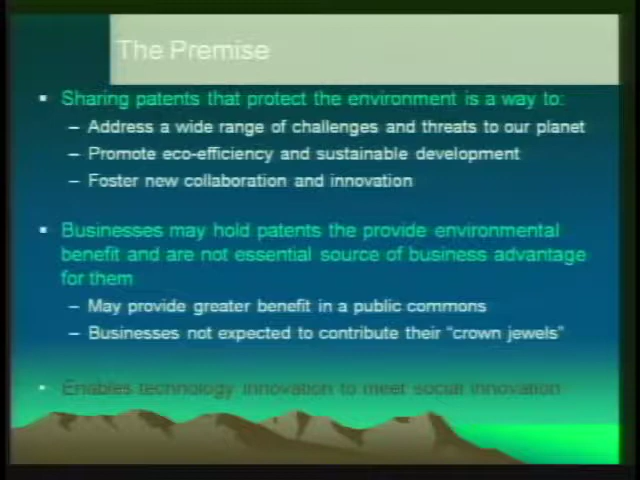 The Premise
▪ Sharing patents that protect the environment is a way to:
– Address a wide range of challenges and threats to our planet
– Promote eco-efficiency and sustainable development
– Foster new collaboration and innovation
▪ Businesses may hold patents the provide environmental
benefit and are not essential source of business advantage
for them
– May provide greater benefit in a public commons
– Businesses not expected to contribute their “crown jewels”
▪ Enables technology innovation to meet social innovation